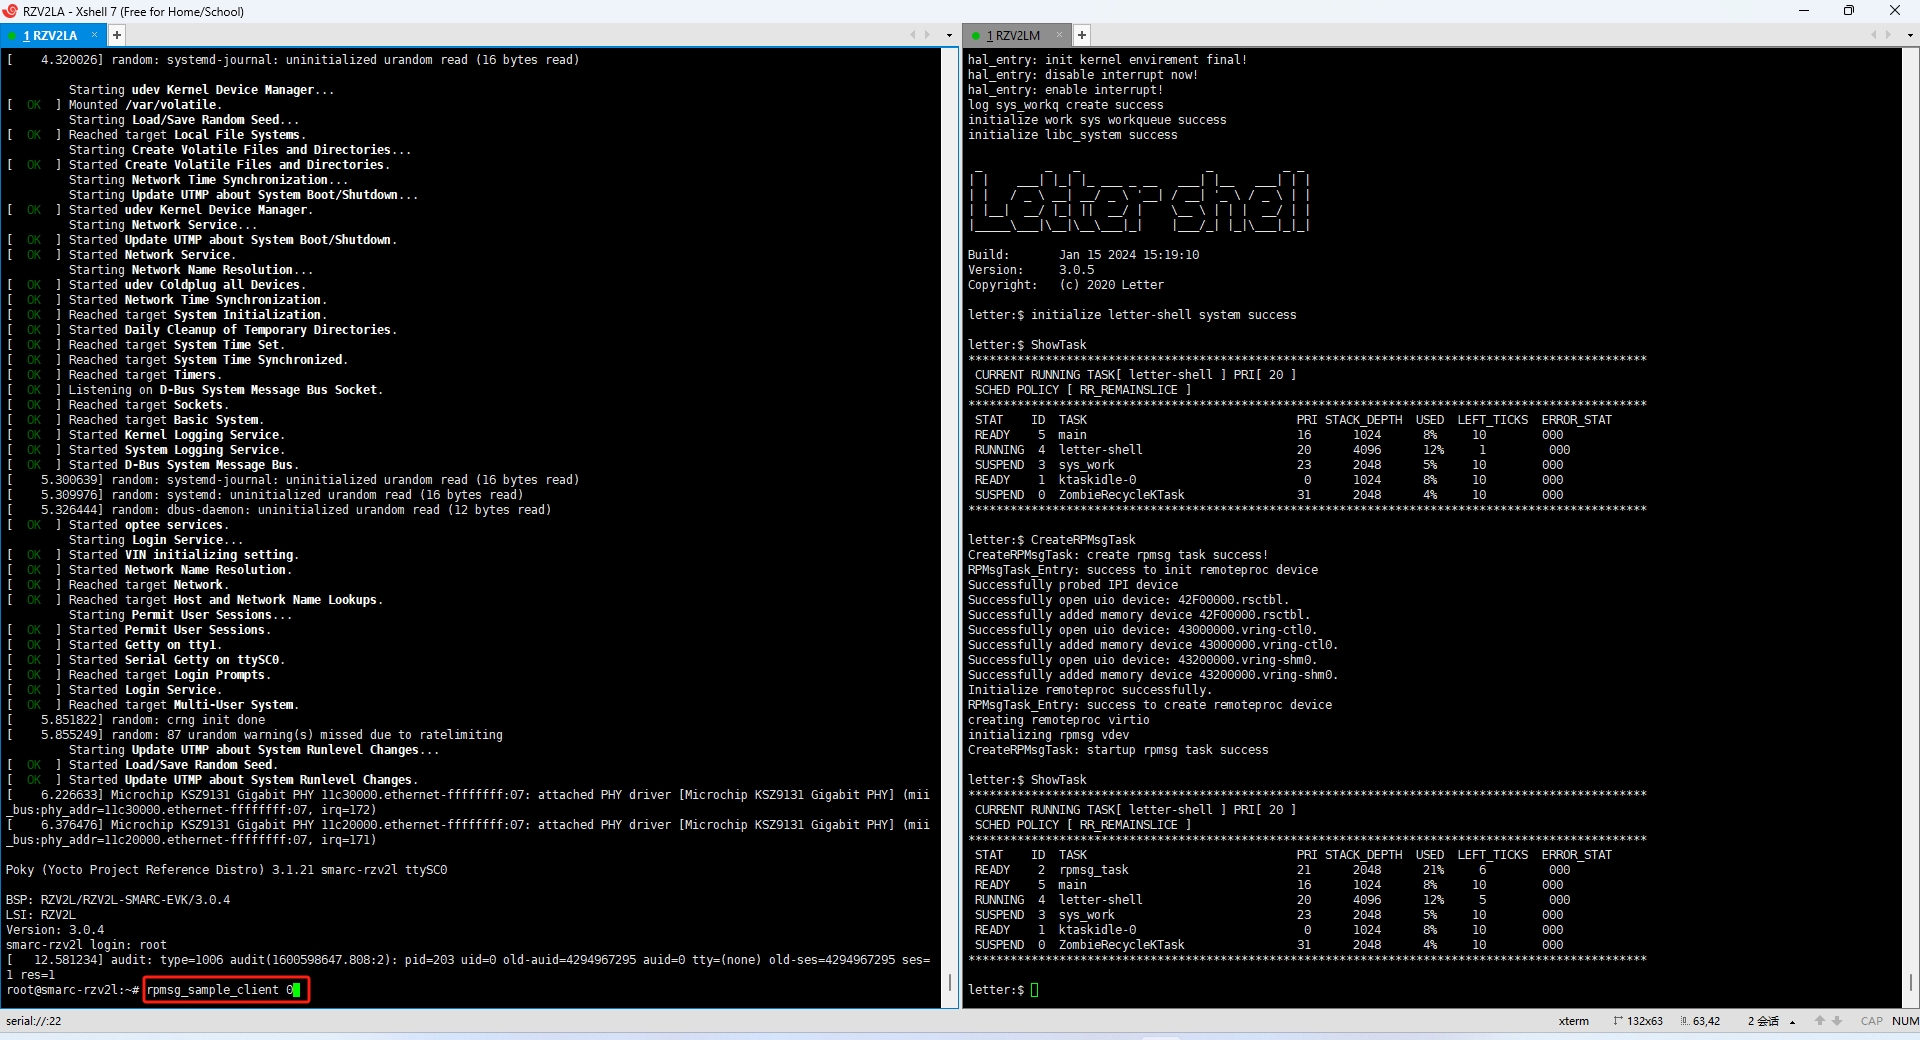 RZV2LA - Xshell 7 (Free for Home/School)
1 RZV2LA
[    4.320026] random: systemd-journal: uninitialized urandom read (16 bytes read)
Starting udev Kernel Device Manager...
[  OK  ] Mounted /var/volatile.
Starting Load/Save Random Seed...
[  OK  ] Reached target Local File Systems.
Starting Create Volatile Files and Directories...
[  OK  ] Started Create Volatile Files and Directories.
Starting Network Time Synchronization...
Starting Update UTMP about System Boot/Shutdown...
[  OK  ] Started udev Kernel Device Manager.
Starting Network Service...
[  OK  ] Started Update UTMP about System Boot/Shutdown.
[  OK  ] Started Network Service.
Starting Network Name Resolution...
[  OK  ] Started udev Coldplug all Devices.
[  OK  ] Started Network Time Synchronization.
[  OK  ] Reached target System Initialization.
[  OK  ] Started Daily Cleanup of Temporary Directories.
[  OK  ] Reached target System Time Set.
[  OK  ] Reached target System Time Synchronized.
[  OK  ] Reached target Timers.
[  OK  ] Listening on D-Bus System Message Bus Socket.
[  OK  ] Reached target Sockets.
[  OK  ] Reached target Basic System.
[  OK  ] Started Kernel Logging Service.
[  OK  ] Started System Logging Service.
[  OK  ] Started D-Bus System Message Bus.
[    5.300639] random: systemd-journal: uninitialized urandom read (16 bytes read)
[    5.309976] random: systemd: uninitialized urandom read (16 bytes read)
[    5.326444] random: dbus-daemon: uninitialized urandom read (12 bytes read)
[  OK  ] Started optee services.
Starting Login Service...
[  OK  ] Started VIN initializing setting.
[  OK  ] Started Network Name Resolution.
[  OK  ] Reached target Network.
[  OK  ] Reached target Host and Network Name Lookups.
Starting Permit User Sessions...
[  OK  ] Started Permit User Sessions.
[  OK  ] Started Getty on tty1.
[  OK  ] Started Serial Getty on ttySC0.
[  OK  ] Reached target Login Prompts.
[  OK  ] Started Login Service.
[  OK  ] Reached target Multi-User System.
[    5.851822] random: crng init done
[    5.855249] random: 87 urandom warning(s) missed due to ratelimiting
Starting Update UTMP about System Runlevel Changes...
[  OK  ] Started Load/Save Random Seed.
[  OK  ] Started Update UTMP about System Runlevel Changes.
[    6.226633] Microchip KSZ9131 Gigabit PHY 11c30000.ethernet-ffffffff:07: attached PHY driver [Microchip KSZ9131 Gigabit PHY] (mii
_bus:phy_addr=11c30000.ethernet-ffffffff:07, irq=172)
[    6.376476] Microchip KSZ9131 Gigabit PHY 11c20000.ethernet-ffffffff:07: attached PHY driver [Microchip KSZ9131 Gigabit PHY] (mii
_bus:phy_addr=11c20000.ethernet-ffffffff:07, irq=171)
Poky (Yocto Project Reference Distro) 3.1.21 smarc-rzv2l ttySC0
BSP: RZV2L/RZV2L-SMARC-EVK/3.0.4
LSI: RZV2L
Version: 3.0.4
smarc-rzv2l login: root
[   12.581234] audit: type=1006 audit(1600598647.808:2): pid=203 uid=0 old-auid=4294967295 auid=0 tty=(none) old-ses=4294967295 ses=
1 res=1
root@smarc-rzv2l:~# rpmsg_sample_client 0
1 RZV2LM
hal_entry: init kernel envirement final!
hal_entry: disable interrupt now!
hal_entry: enable interrupt!
log sys_workq create success
initialize work sys workqueue success
initialize libc_system success
Letter shell
Build:       Jan 15 2024 15:19:10
Version:     3.0.5
Copyright:   (c) 2020 Letter
letter:$ initialize letter-shell system success
letter:$ ShowTask
*************************************************************************************************
CURRENT RUNNING TASK[ letter-shell ] PRI[ 20 ]
SCHED POLICY [ RR_REMAINSLICE ]
*************************************************************************************************
STAT    ID  TASK                              PRI STACK_DEPTH  USED  LEFT_TICKS  ERROR_STAT
READY    5  main                              16      1024      8%     10        000
RUNNING  4  letter-shell                      20      4096      12%     1         000
SUSPEND  3  sys_work                          23      2048      5%     10        000
READY    1  ktaskidle-0                        0      1024      8%     10        000
SUSPEND  0  ZombieRecycleKTask                31      2048      4%     10        000
*************************************************************************************************
letter:$ CreateRPMsgTask
CreateRPMsgTask: create rpmsg task success!
RPMsgTask_Entry: success to init remoteproc device
Successfully probed IPI device
Successfully open uio device: 42F00000.rsctbl.
Successfully added memory device 42F00000.rsctbl.
Successfully open uio device: 43000000.vring-ctl0.
Successfully added memory device 43000000.vring-ctl0.
Successfully open uio device: 43200000.vring-shm0.
Successfully added memory device 43200000.vring-shm0.
Initialize remoteproc successfully.
RPMsgTask_Entry: success to create remoteproc device
creating remoteproc virtio
initializing rpmsg vdev
CreateRPMsgTask: startup rpmsg task success
letter:$ ShowTask
*************************************************************************************************
CURRENT RUNNING TASK[ letter-shell ] PRI[ 20 ]
SCHED POLICY [ RR_REMAINSLICE ]
*************************************************************************************************
STAT    ID  TASK                              PRI STACK_DEPTH  USED  LEFT_TICKS  ERROR_STAT
READY    2  rpmsg_task                        21      2048      21%     6         000
READY    5  main                              16      1024      8%     10        000
RUNNING  4  letter-shell                      20      4096      12%     5         000
SUSPEND  3  sys_work                          23      2048      5%     10        000
READY    1  ktaskidle-0                        0      1024      8%     10        000
SUSPEND  0  ZombieRecycleKTask                31      2048      4%     10        000
*************************************************************************************************
letter:$
serial://:22
xterm
132x63
63,42
2 会话
CAP
NUM